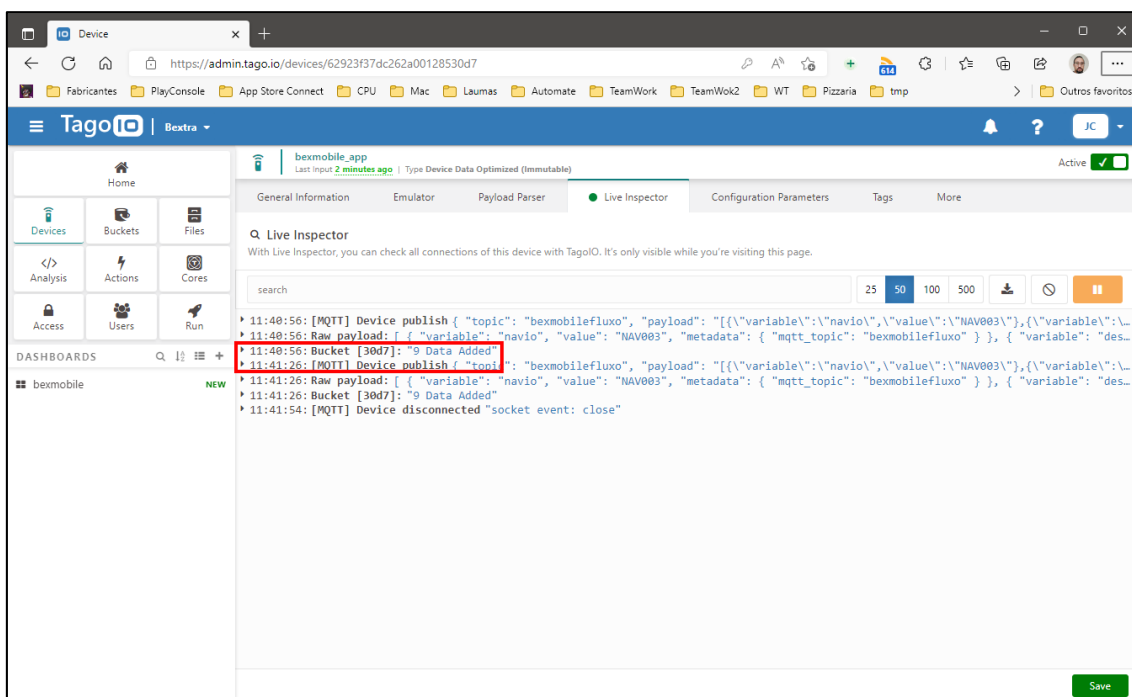 Device
https://admin.tago.io/devices/62923f37dc262a00128530d7
614
Fabricantes PlayConsole App Store Connect CPU Mac Laumas Automate TeamWork TeamWok2 WT Pizzaria tmp Outros favoritos
Tago IO | Bextra
? JC
Home
Devices Buckets Files
Analysis Actions Cores
Access Users Run
DASHBOARDS
bexmobile NEW
bexmobile_app
Last Input 2 minutes ago | Type Device Data Optimized (Immutable)
Active
General Information Emulator Payload Parser Live Inspector Configuration Parameters Tags More
Live Inspector
With Live Inspector, you can check all connections of this device with TagoIO. It's only visible while you're visiting this page.
search 25 50 100 500
11:40:56: [MQTT] Device publish { "topic": "bexmobilefluxo", "payload": "[{\"variable\":\"navio\",\"value\":\"NAV003\"},{\"variable\":\...
11:40:56: Raw payload: [ { "variable": "navio", "value": "NAV003", "metadata": { "mqtt_topic": "bexmobilefluxo" } }, { "variable": "des...
11:40:56: Bucket [30d7]: "9 Data Added"
11:41:26: [MQTT] Device publish { "topic": "bexmobilefluxo", "payload": "[{\"variable\":\"navio\",\"value\":\"NAV003\"},{\"variable\":\...
11:41:26: Raw payload: [ { "variable": "navio", "value": "NAV003", "metadata": { "mqtt_topic": "bexmobilefluxo" } }, { "variable": "des...
11:41:26: Bucket [30d7]: "9 Data Added"
11:41:54: [MQTT] Device disconnected "socket event: close"
Save